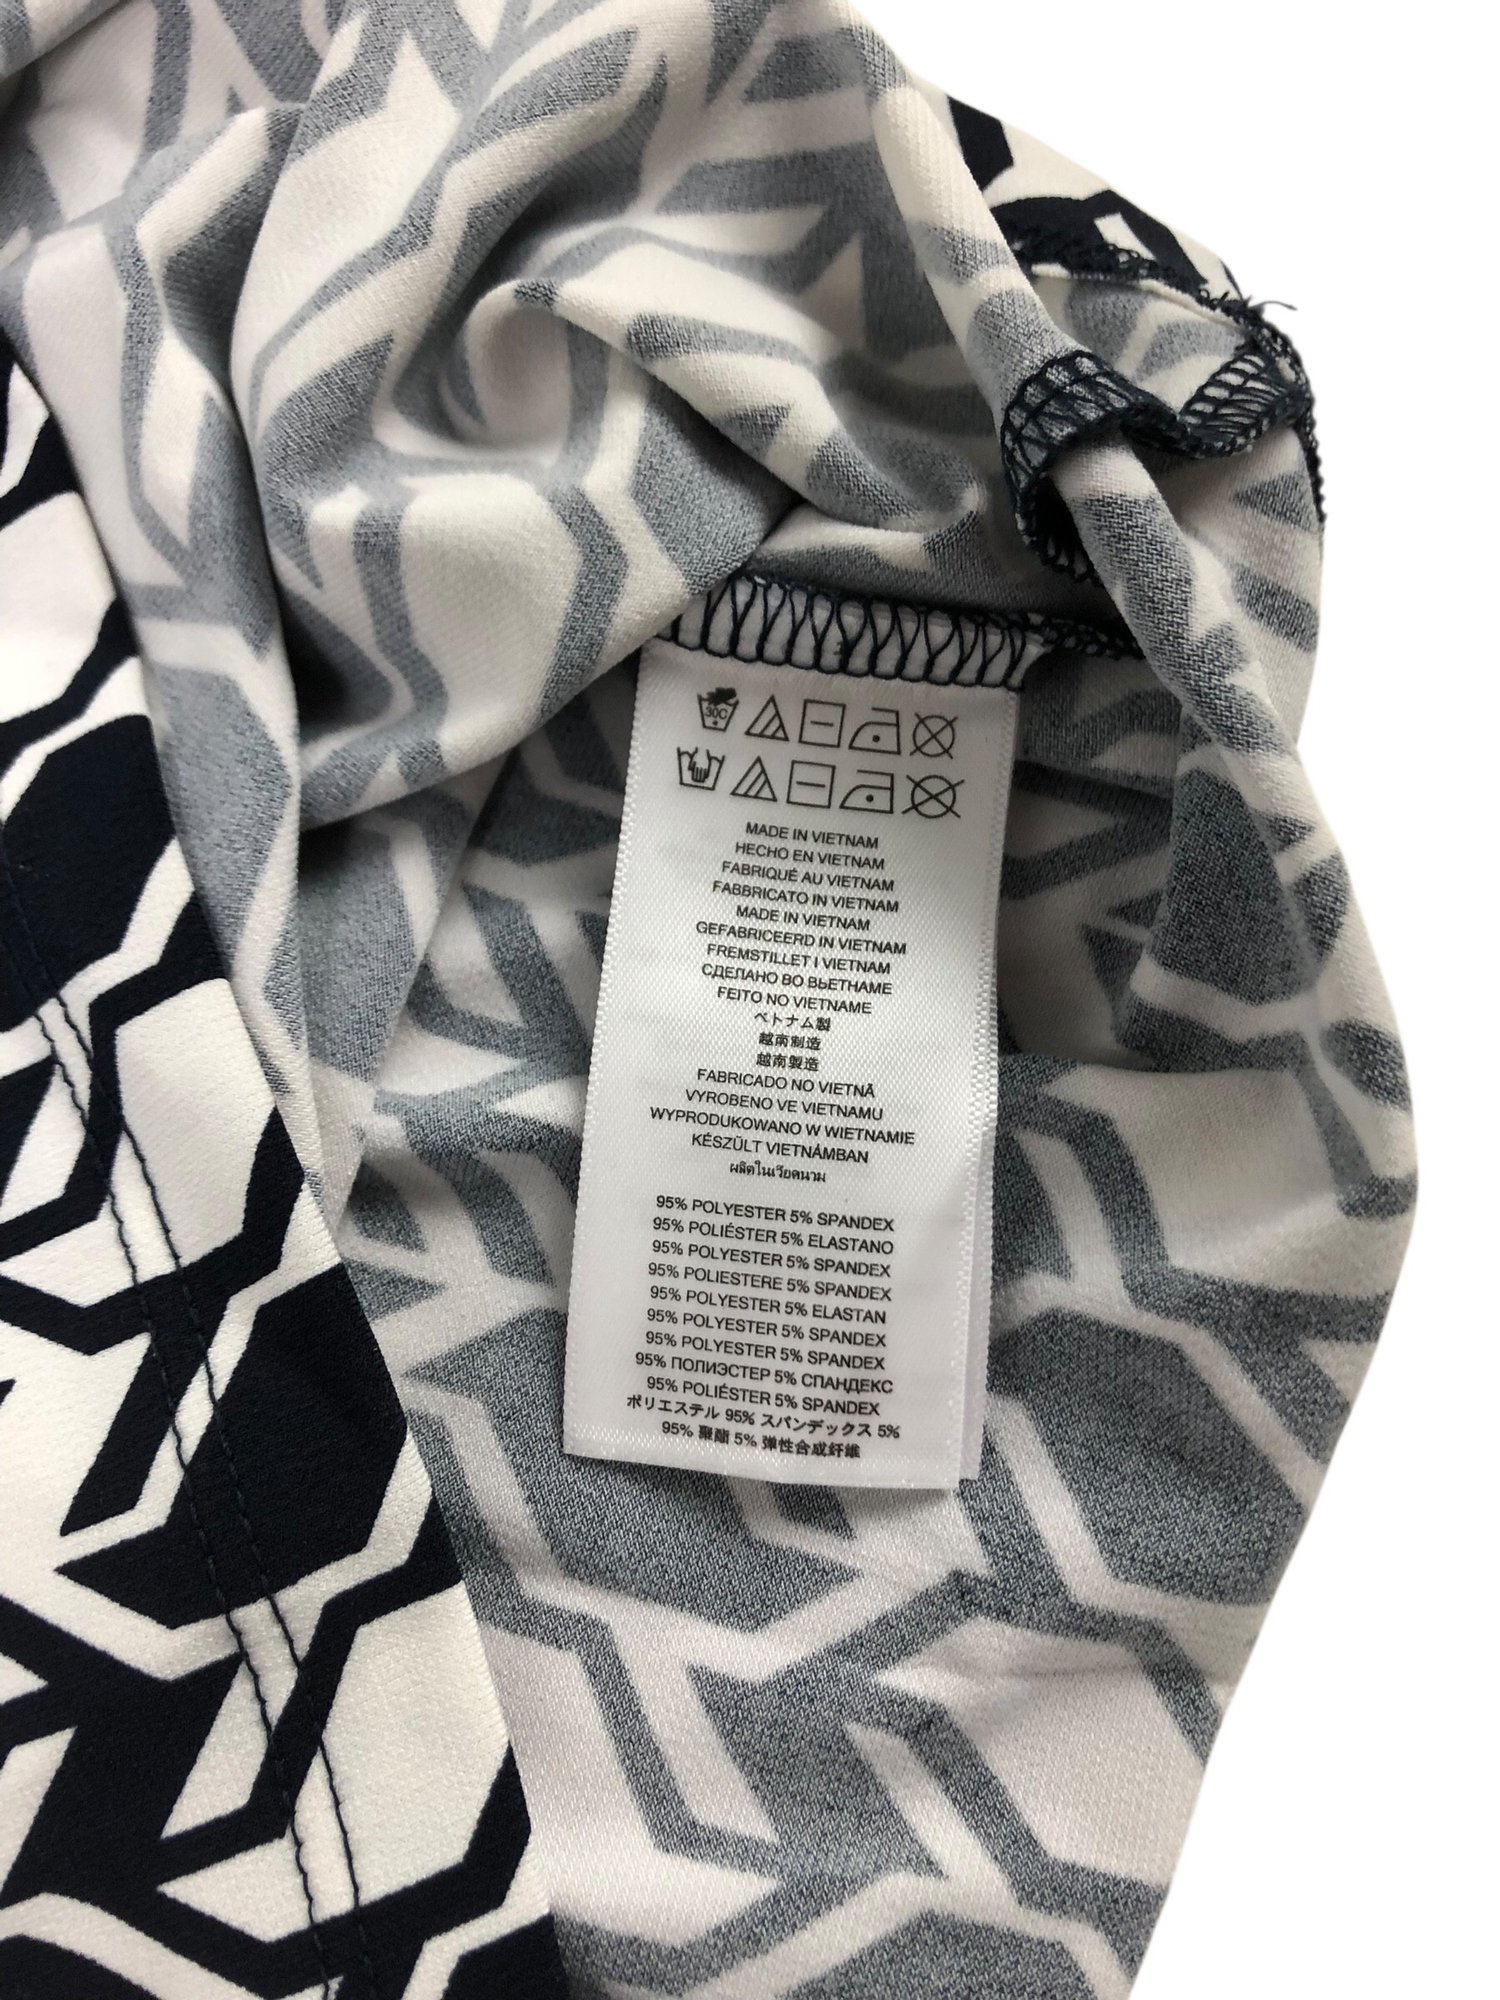 30C
MADE IN VIETNAM
HECHO EN VIETNAM
FABRIQUÉ AU VIETNAM
FABBRICATO IN VIETNAM
MADE IN VIETNAM
GEFABRICEERD IN VIETNAM
FREMSTILLET I VIETNAM
СДЕЛАНО ВО ВЬЕТНАМЕ
FEITO NO VIETNAME
ベトナム製
越南制造
越南製造
FABRICADO NO VIETNÃ
VYROBENO VE VIETNAMU
WYPRODUKOWANO W WIETNAMIE
KÉSZÜLT VIETNÁMBAN
ผลิตในเวียดนาม
95% POLYESTER 5% SPANDEX
95% POLIÉSTER 5% ELASTANO
95% POLYESTER 5% SPANDEX
95% POLIESTERE 5% SPANDEX
95% POLYESTER 5% ELASTAN
95% POLYESTER 5% SPANDEX
95% POLYESTER 5% SPANDEX
95% ПОЛИЭСТЕР 5% СПАНДЕКС
95% POLIÉSTER 5% SPANDEX
ポリエステル 95% スパンデックス 5%
95% 聚酯 5% 弹性合成纤维